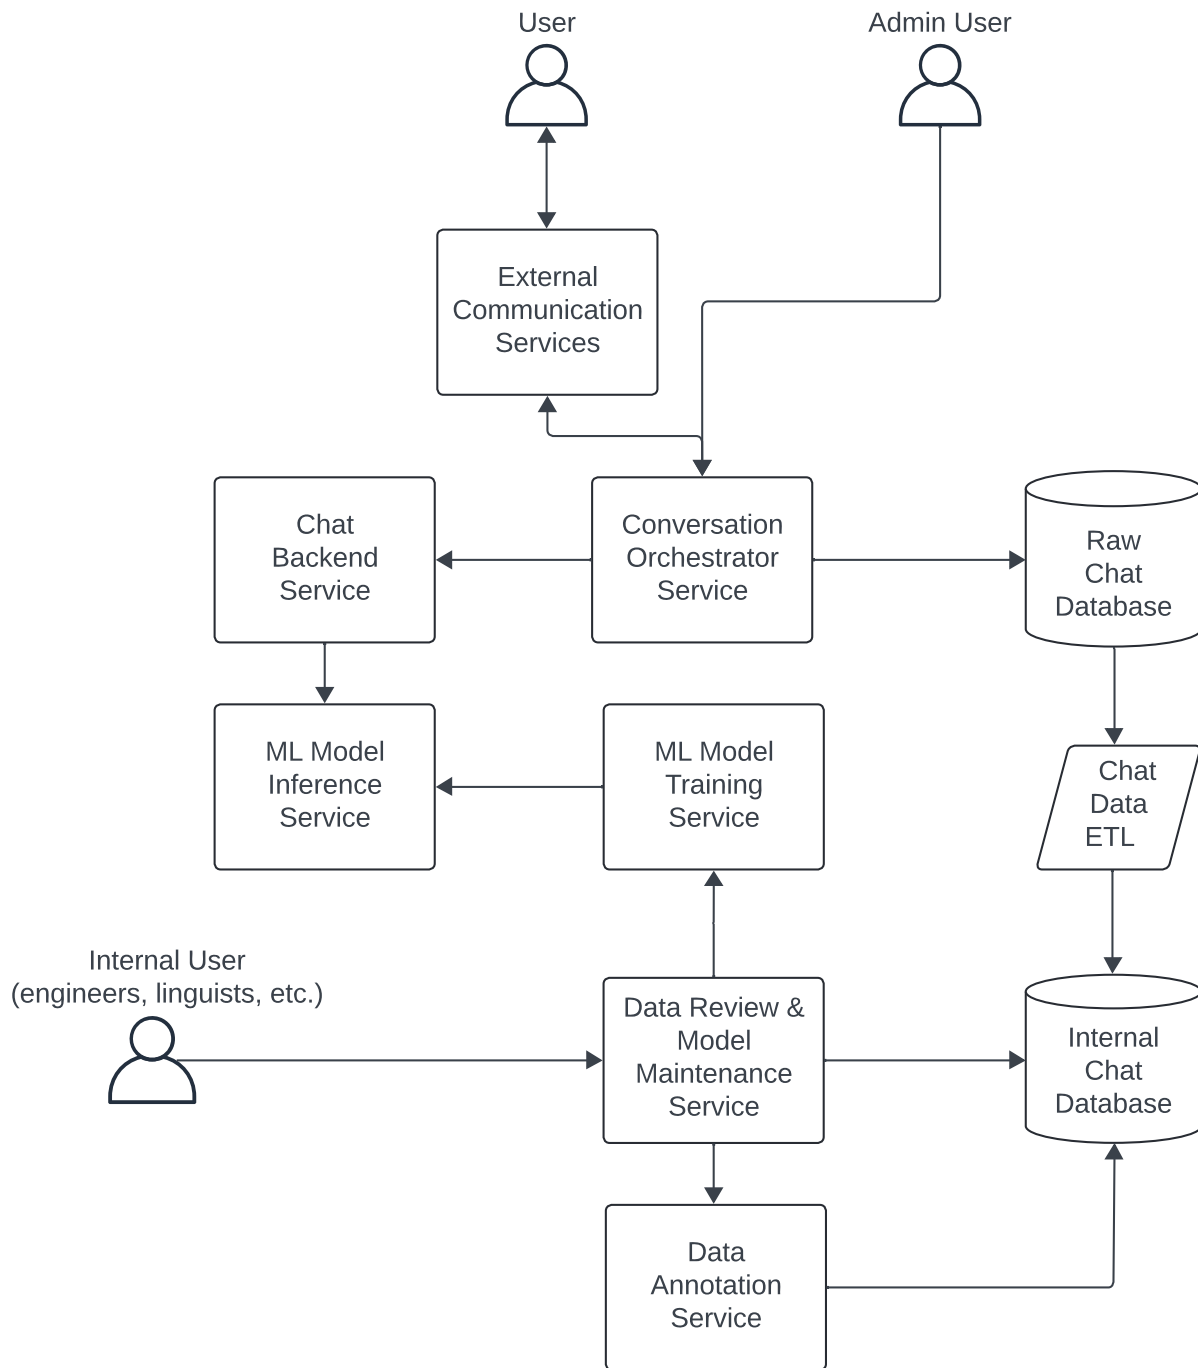 User
Admin User
External
Communication
Services
Chat
Backend
Service
Conversation
Orchestrator
Service
Raw
Chat
Database
ML Model
Inference
Service
ML Model
Training
Service
Chat
Data
ETL
Internal User
(engineers, linguists, etc.)
Data Review &
Model
Maintenance
Service
Internal
Chat
Database
Data
Annotation
Service